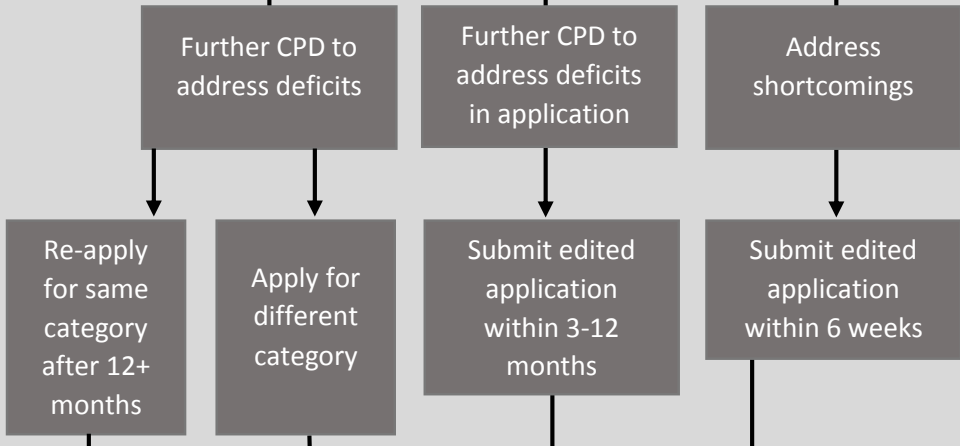 Further CPD to
address deficits
Further CPD to
address deficits
in application
Address
shortcomings
Re-apply
for same
category
after 12+
months
Apply for
different
category
Submit edited
application
within 3-12
months
Submit edited
application
within 6 weeks